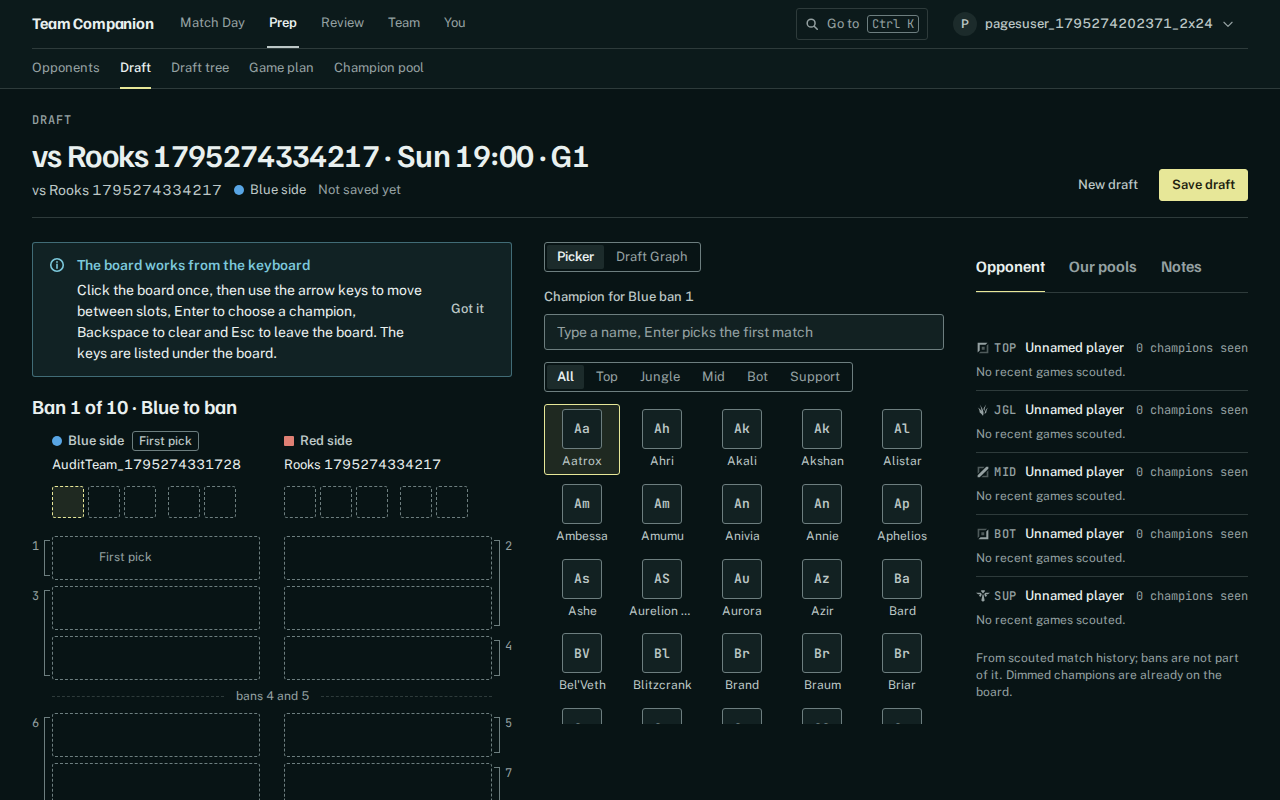 Team Companion
Match Day
Prep
Review
Team
You
Go to
Ctrl K
P
pagesuser_1795274202371_2x24
Opponents
Draft
Draft tree
Game plan
Champion pool
DRAFT
vs Rooks 1795274334217 · Sun 19:00 · G1
vs Rooks 1795274334217
Blue side
Not saved yet
New draft
Save draft
The board works from the keyboard
Click the board once, then use the arrow keys to move
between slots, Enter to choose a champion,
Backspace to clear and Esc to leave the board. The
keys are listed under the board.
Got it
Ban 1 of 10 · Blue to ban
Blue side
First pick
AuditTeam_1795274331728
Red side
Rooks 1795274334217
1
First pick
2
3
4
bans 4 and 5
6
5
7
Picker
Draft Graph
Champion for Blue ban 1
Type a name, Enter picks the first match
All
Top
Jungle
Mid
Bot
Support
Aa
Ah
Ak
Ak
Al
Aatrox
Ahri
Akali
Akshan
Alistar
Am
Am
An
An
Ap
Ambessa
Amumu
Anivia
Annie
Aphelios
As
AS
Au
Az
Ba
Ashe
Aurelion ...
Aurora
Azir
Bard
BV
Bl
Br
Br
Br
Bel'Veth
Blitzcrank
Brand
Braum
Briar
Opponent
Our pools
Notes
TOP Unnamed player 0 champions seen
No recent games scouted.
JGL Unnamed player 0 champions seen
No recent games scouted.
MID Unnamed player 0 champions seen
No recent games scouted.
BOT Unnamed player 0 champions seen
No recent games scouted.
SUP Unnamed player 0 champions seen
No recent games scouted.
From scouted match history; bans are not part
of it. Dimmed champions are already on the
board.